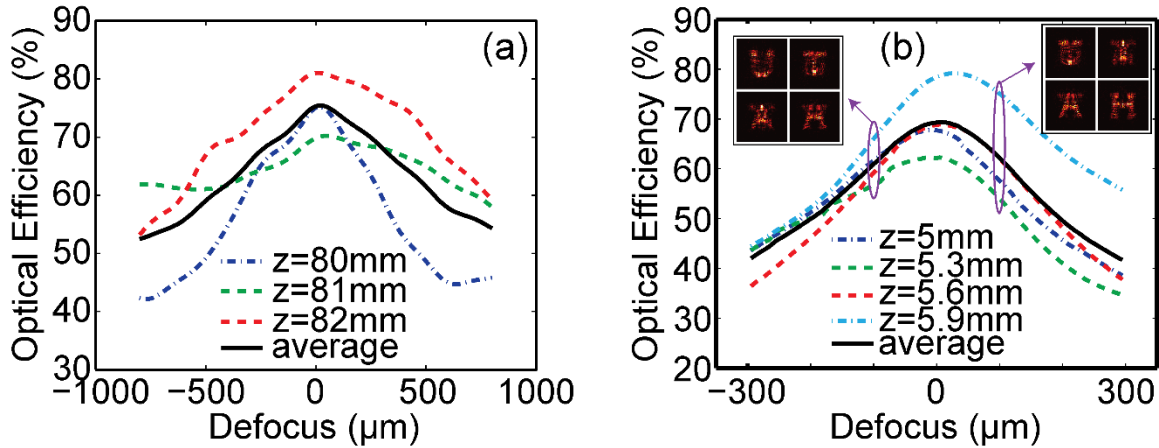 90
80
70
60
50
40
30
Optical Efficiency (%)
(a)
z=80mm
z=81mm
z=82mm
average
−1000 −500 0 500 1000
Defocus (μm)
90
80
70
60
50
40
30
20
Optical Efficiency (%)
(b)
U T
A A
U A
A H
z=5mm
z=5.3mm
z=5.6mm
z=5.9mm
average
−300 0 300
Defocus (μm)